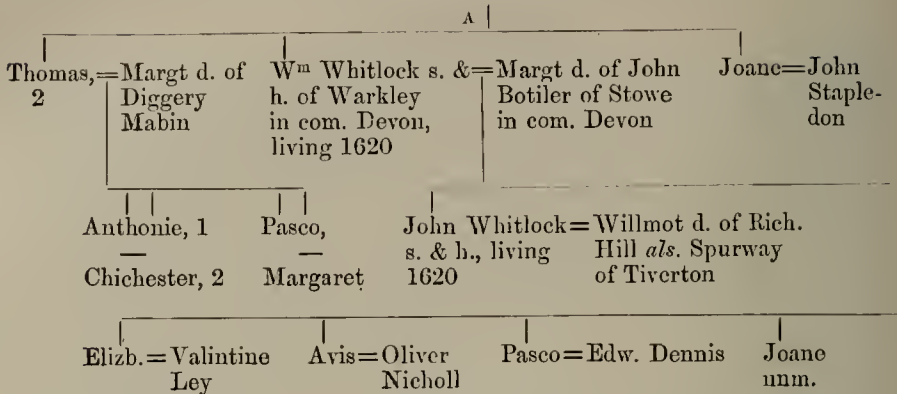 A
Thomas,=Margt d. of Wᵐ Whitlock s. &=Margt d. of John Joane=John
2 Diggery h. of Warkley Botiler of Stowe Staple-
Mabin in com. Devon, in com. Devon don
living 1620
Anthonie, 1 Pasco, John Whitlock=Willmot d. of Rich.
— — s. & h., living Hill als. Spurway
Chichester, 2 Margaret 1620 of Tiverton
Elizb.=Valintine Avis=Oliver Pasco=Edw. Dennis Joane
Ley Nicholl unm.